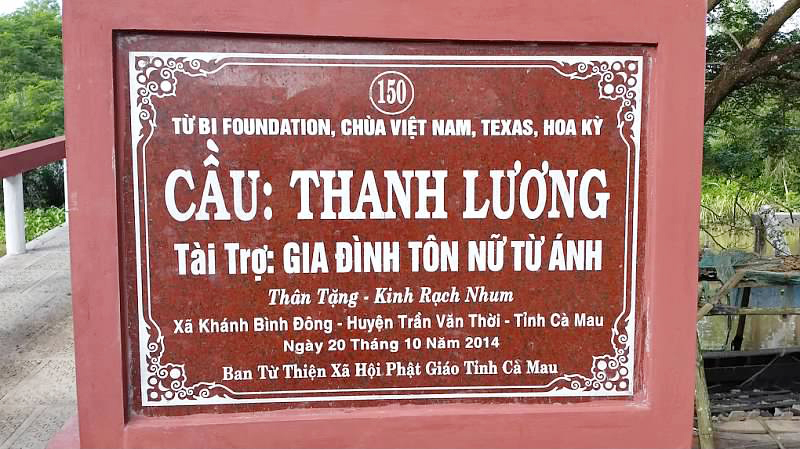 150
TỪ BI FOUNDATION, CHÙA VIỆT NAM, TEXAS, HOA KỲ
CẦU: THANH LƯƠNG
Tài Trợ: GIA ĐÌNH TÔN NỮ TỪ ÁNH
Thân Tặng - Kinh Rạch Nhum
Xã Khánh Bình Đông - Huyện Trần Văn Thời - Tỉnh Cà Mau
Ngày 20 Tháng 10 Năm 2014
Ban Từ Thiện Xã Hội Phật Giáo Tỉnh Cà Mau